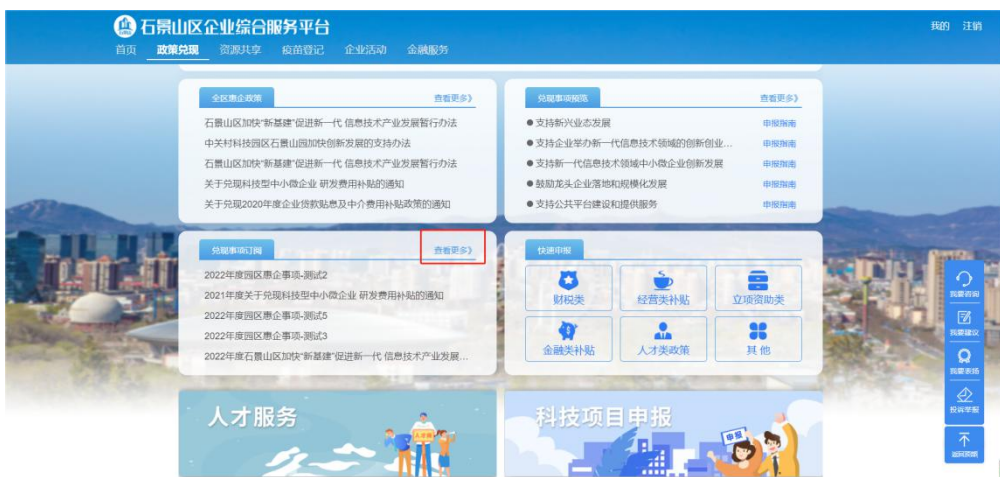 石景山区企业综合服务平台
我的 注销
首页 政策兑现 资源共享 疫苗登记 企业活动 金融服务
全区惠企政策 查看更多》
石景山区加快“新基建”促进新一代 信息技术产业发展暂行办法
中关村科技园区石景山园加快创新发展的支持办法
石景山区加快“新基建”促进新一代 信息技术产业发展暂行办法
关于兑现科技型中小微企业 研发费用补贴的通知
关于兑现2020年度企业贷款贴息及中介费用补贴政策的通知
兑现事项预览 查看更多》
支持新兴业态发展 申报指南
支持企业举办新一代信息技术领域的创新创业... 申报指南
支持新一代信息技术领域中小微企业创新发展 申报指南
鼓励龙头企业落地和规模化发展 申报指南
支持公共平台建设和提供服务 申报指南
兑现事项订阅 查看更多》
2022年度园区惠企事项-测试2
2021年度关于兑现科技型中小微企业 研发费用补贴的通知
2022年度园区惠企事项-测试5
2022年度园区惠企事项-测试3
2022年度石景山区加快“新基建”促进新一代 信息技术产业发展...
快速申报
财税类 经营类补贴 立项资助类
金融类补贴 人才类政策 其他
我要咨询
我要建议
我要表扬
投诉举报
返回顶部
人才服务
科技项目申报
申报